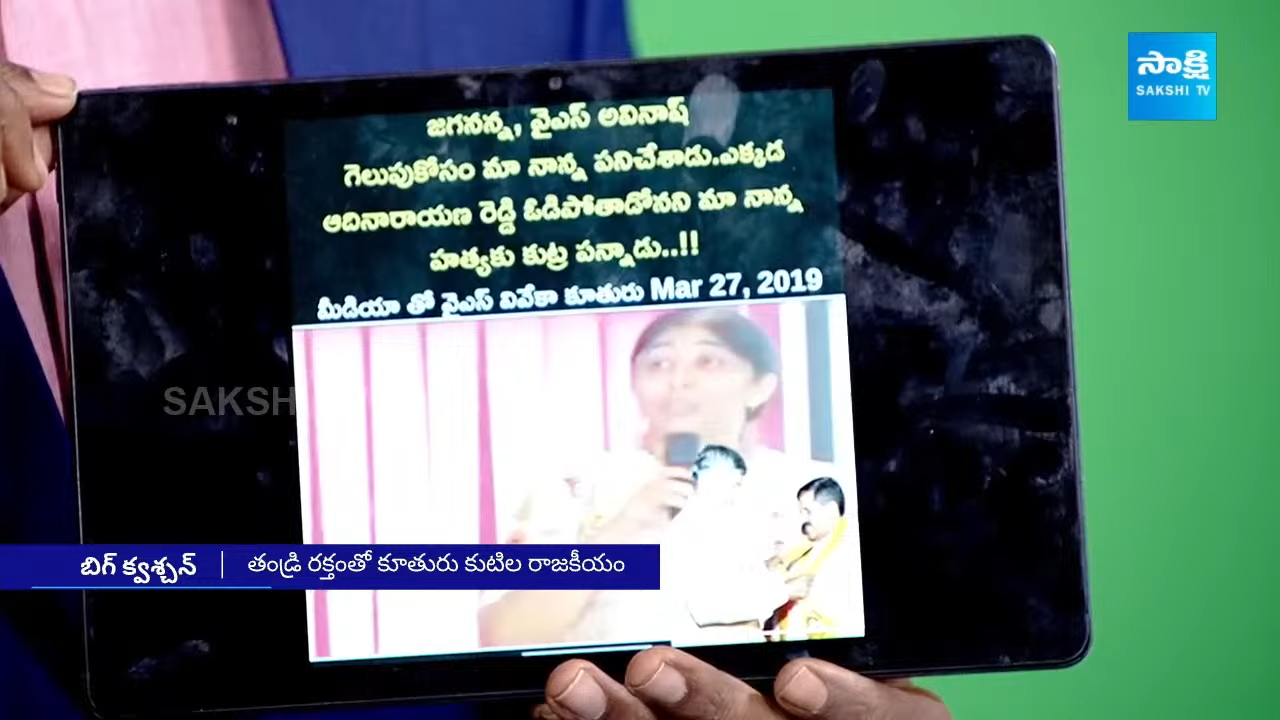 జగనన్న, వైఎస్ అవినాష్
గెలుపుకోసం మా నాన్న పనిచేశాడు.ఎక్కడ
ఆదినారాయణ రెడ్డి ఓడిపోతాడోనని మా నాన్న
హత్యకు కుట్ర పన్నాడు..!!
మీడియా తో వైఎస్ వివేకా కూతురు Mar 27, 2019
సాక్షి
SAKSHI TV
SAKSH
బిగ్ క్వశ్చన్ | తండ్రి రక్తంతో కూతురు కుటిల రాజకీయం